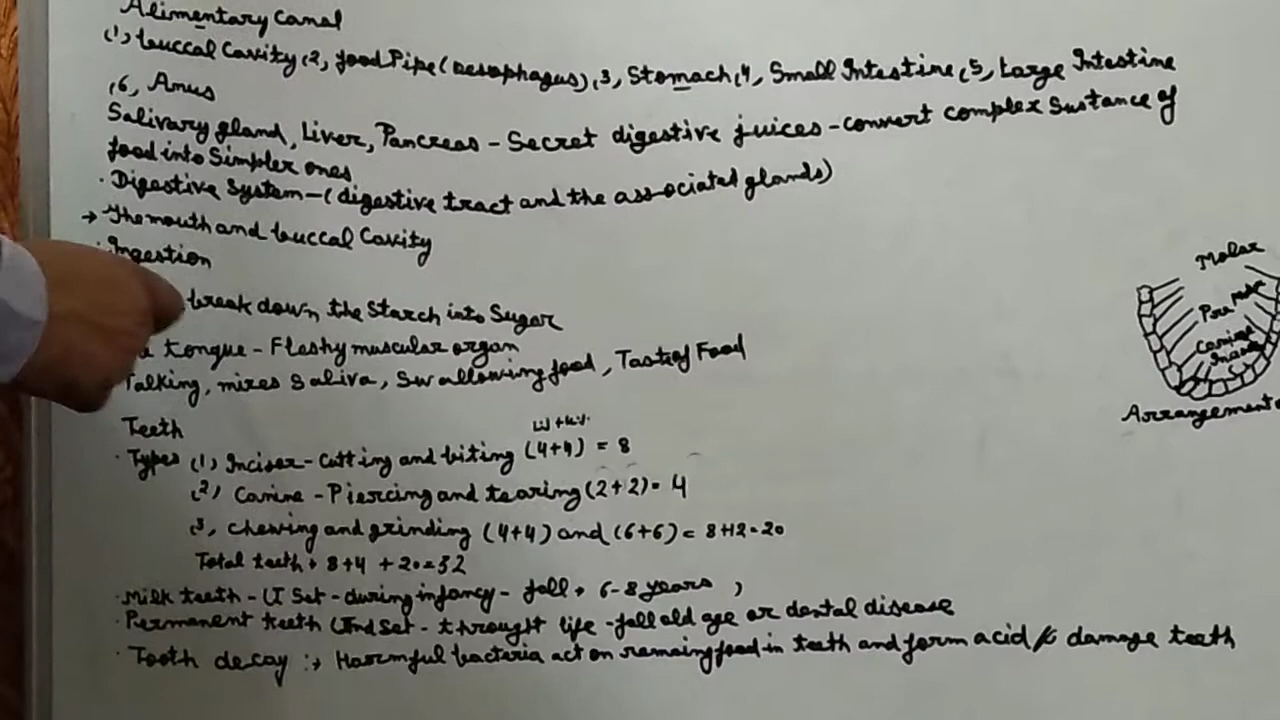 Alimentary Canal
(1) buccal Cavity (2) food Pipe (Oesophagus) (3) Stomach (4) Small Intestine (5) Large Intestine
(6) Anus
Salivary gland, Liver, Pancreas - Secret digestive juices - convert complex Sustance of
food into Simpler ones
· Digestive System - (digestive tract and the associated glands)
→ The mouth and buccal Cavity
· Ingestion
break down the Starch into Sugar
tongue - Fleshy muscular organ
Talking, mixes Saliva, Swallowing food, Taste of Food
Teeth
· Types (1) Incisor - Cutting and biting (4+4) = 8
(2) Canine - Piercing and tearing (2+2) = 4
(3) Chewing and grinding (4+4) and (6+6) = 8+12=20
Total teeth → 8+4+20=32
· Milk teeth - I Set - during infancy - fall → 6-8 years
· Permanent teeth IInd Set - throught life - fall old age or dental disease
· Tooth decay :→ Harmful bacteria act on remaing food in teeth and form acid damage teeth
Molar
Pre
Canine
Arrangement